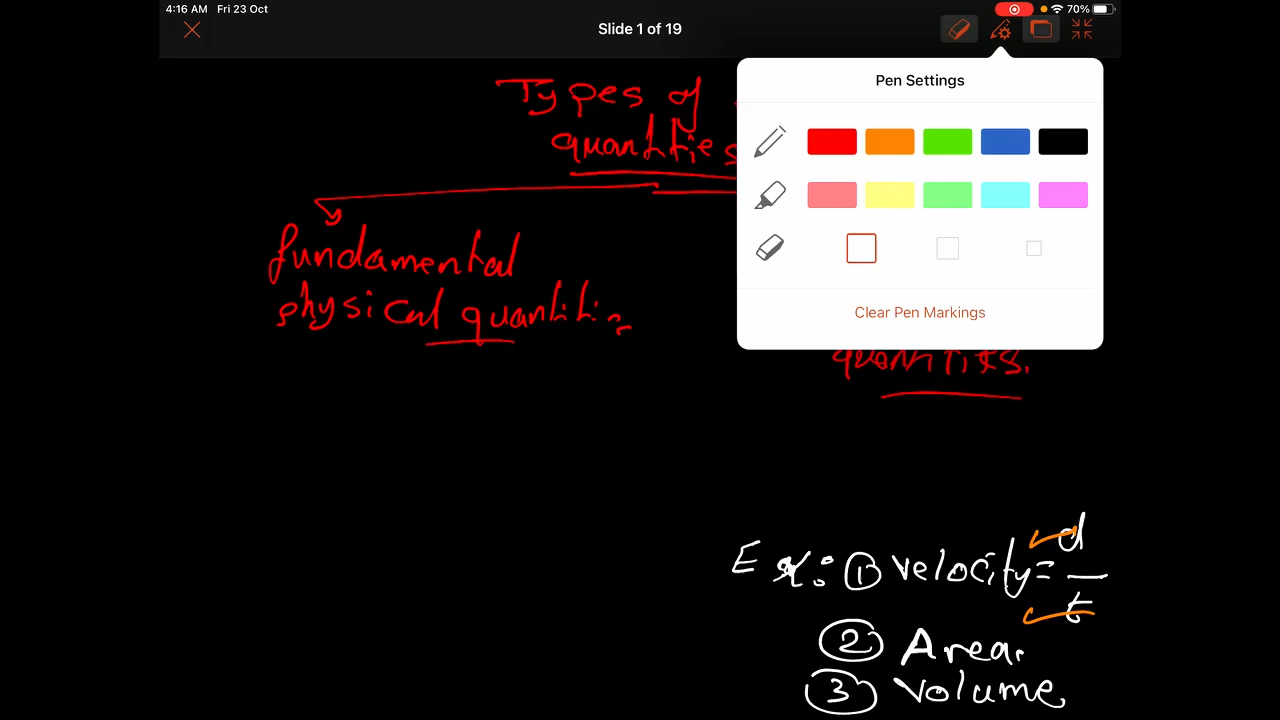 4:16 AM Fri 23 Oct
70%
Slide 1 of 19
Pen Settings
Clear Pen Markings
Types of
quantities
fundamental
physical quantities
quantities.
Ex: ① velocity = d/t
② Area.
③ Volume.